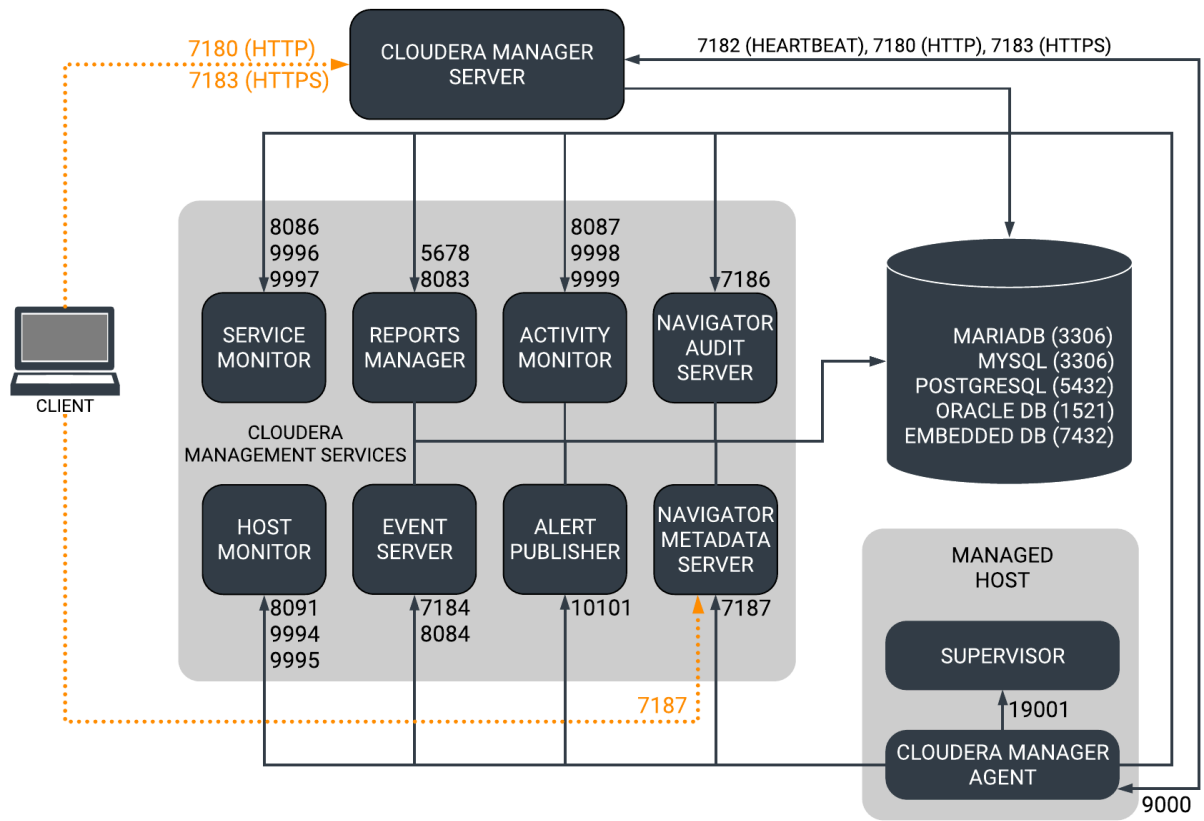 7180 (HTTP)
7183 (HTTPS)
CLOUDERA MANAGER
SERVER
7182 (HEARTBEAT), 7180 (HTTP), 7183 (HTTPS)
8086
9996
9997
5678
8083
8087
9998
9999
7186
SERVICE
MONITOR
REPORTS
MANAGER
ACTIVITY
MONITOR
NAVIGATOR
AUDIT
SERVER
MARIADB (3306)
MYSQL (3306)
POSTGRESQL (5432)
ORACLE DB (1521)
EMBEDDED DB (7432)
CLIENT
CLOUDERA
MANAGEMENT SERVICES
HOST
MONITOR
EVENT
SERVER
ALERT
PUBLISHER
NAVIGATOR
METADATA
SERVER
8091
9994
9995
7184
8084
10101
7187
7187
MANAGED
HOST
SUPERVISOR
19001
CLOUDERA MANAGER
AGENT
9000